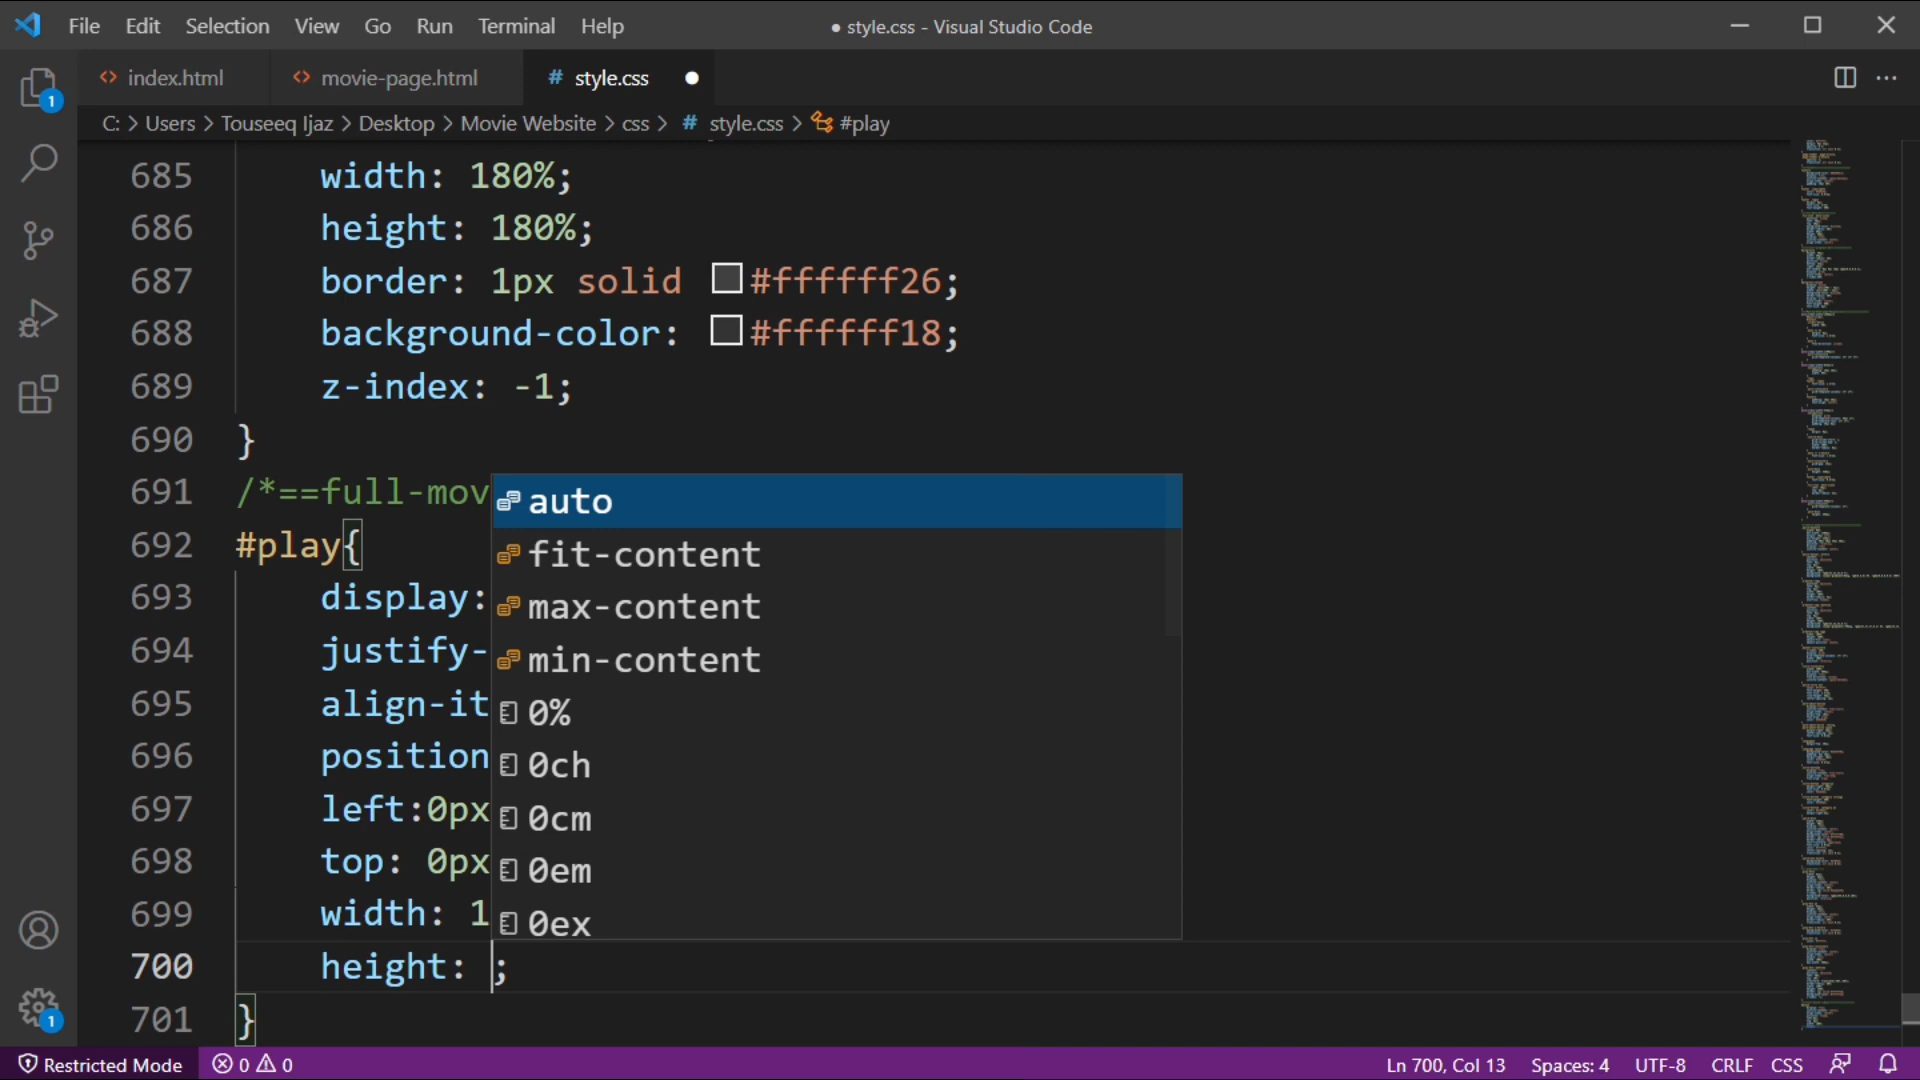 File Edit Selection View Go Run Terminal Help ● style.css - Visual Studio Code
<> index.html <> movie-page.html # style.css ●
C: > Users > Touseeq Ijaz > Desktop > Movie Website > css > # style.css > #play
685 width: 180%;
686 height: 180%;
687 border: 1px solid #ffffff26;
688 background-color: #ffffff18;
689 z-index: -1;
690 }
691 /*==full-mov
692 #play{
693 display:
694 justify-
695 align-it
696 position
697 left:0px
698 top: 0px
699 width: 1
700 height: ;
701 }
auto
fit-content
max-content
min-content
0%
0ch
0cm
0em
0ex
1
1
Restricted Mode 0 0 Ln 700, Col 13 Spaces: 4 UTF-8 CRLF CSS